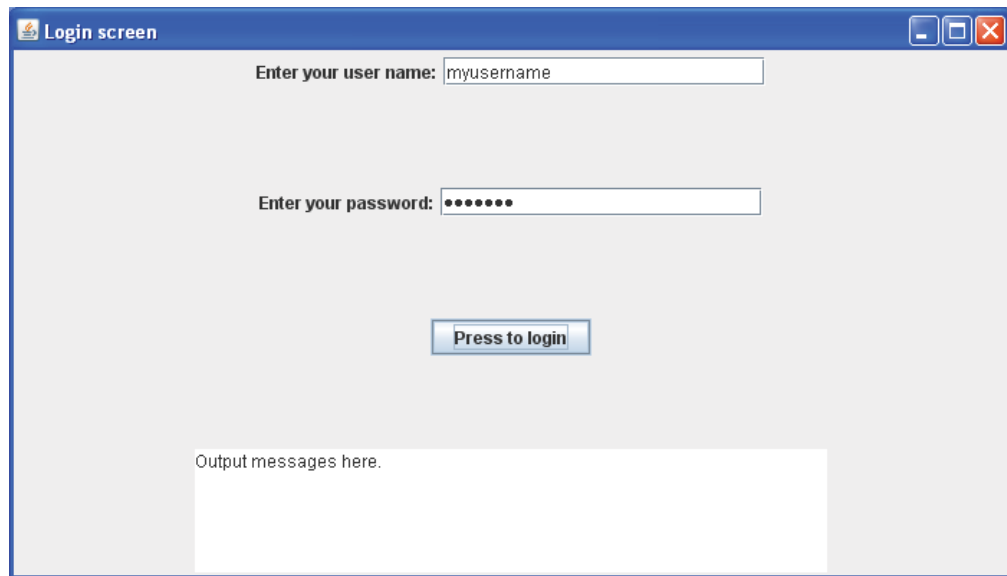 Login screen
Enter your user name: myusername
Enter your password: •••••••
Press to login
Output messages here.